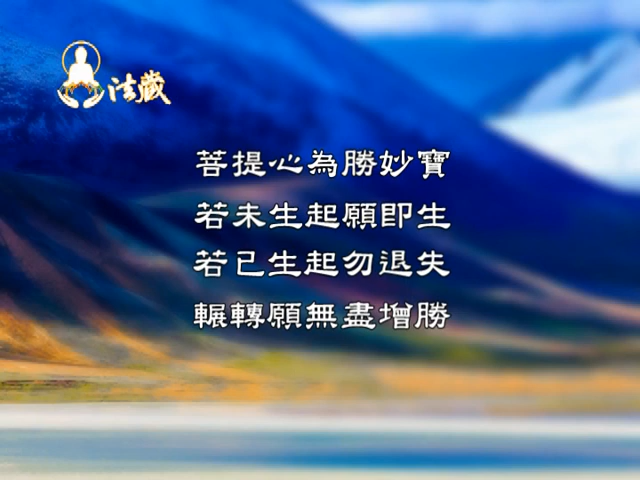 法藏
菩提心為勝妙寶
若未生起願即生
若已生起勿退失
輾轉願無盡增勝